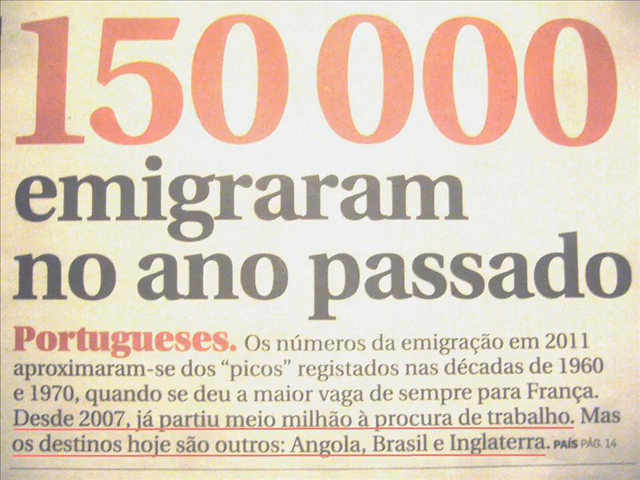 150 000
emigraram
no ano passado
Portugueses. Os números da emigração em 2011
aproximaram-se dos “picos” registados nas décadas de 1960
e 1970, quando se deu a maior vaga de sempre para França.
Desde 2007, já partiu meio milhão à procura de trabalho. Mas
os destinos hoje são outros: Angola, Brasil e Inglaterra. PAÍS PÁG. 14